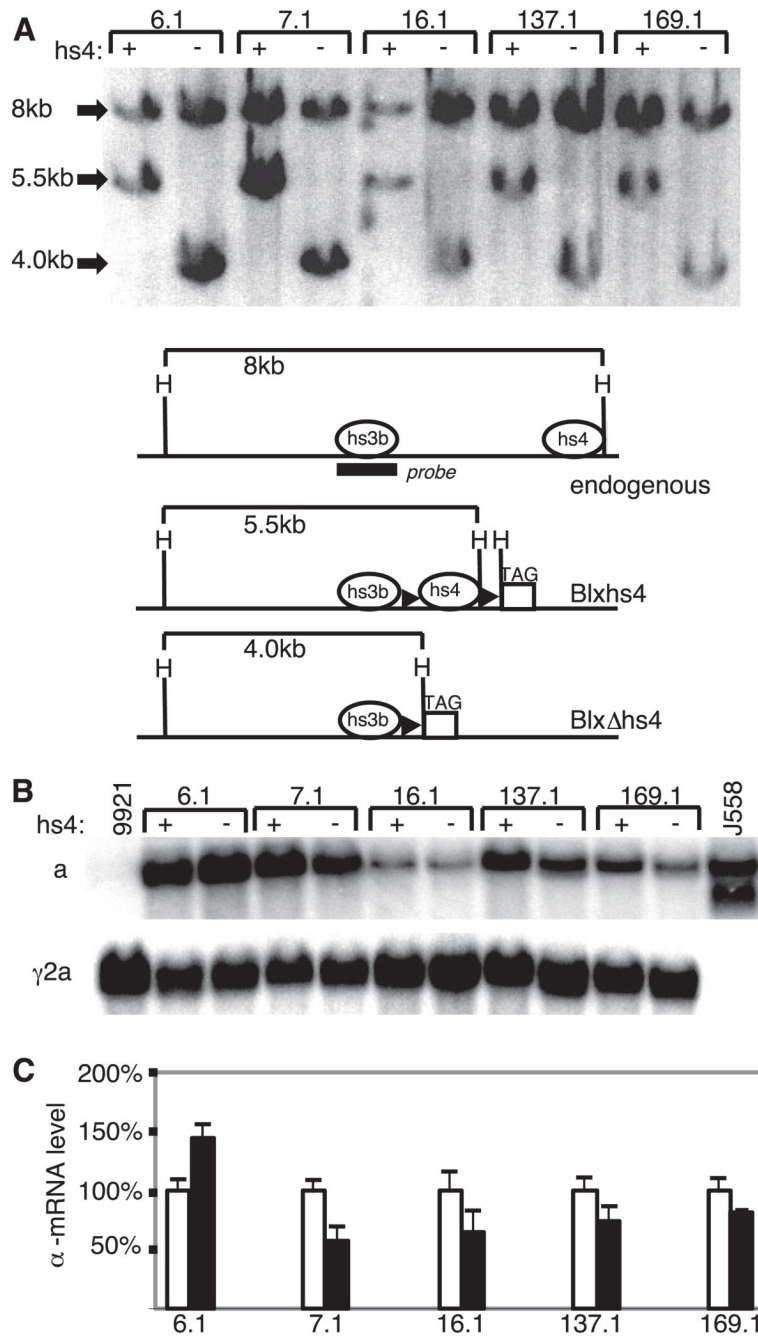 A
6.1 7.1 16.1 137.1 169.1
hs4: + - + - + - + - + -
8kb
5.5kb
4.0kb
8kb
H H
hs3b hs4
probe
endogenous
5.5kb
H H H
hs3b hs4 TAG Blxhs4
4.0kb
H H
hs3b TAG Blx∆hs4
B
9921 6.1 7.1 16.1 137.1 169.1 J558
hs4: + - + - + - + - + -
a
γ2a
C
α -mRNA level
200%
150%
100%
50%
6.1 7.1 16.1 137.1 169.1